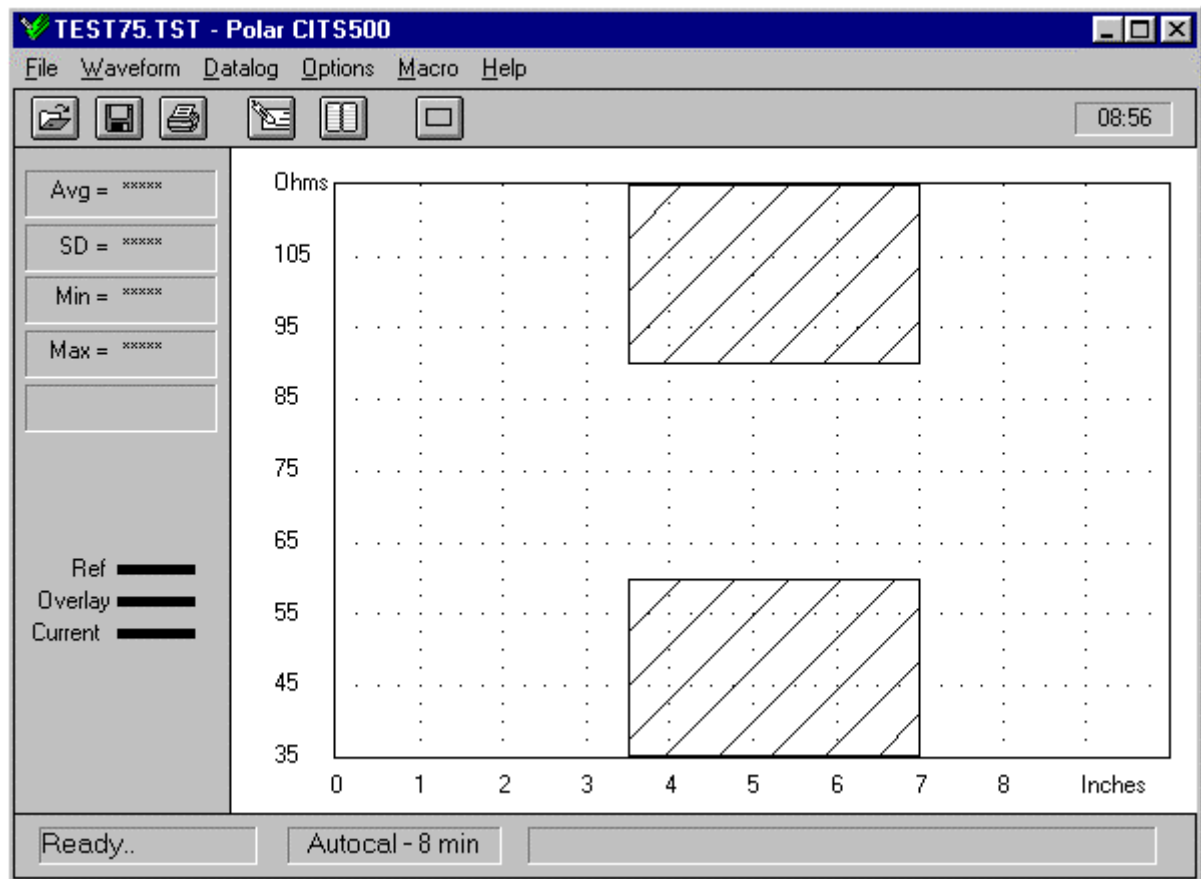 TEST75.TST - Polar CITS500
File Waveform Datalog Options Macro Help
08:56
Avg = *****
SD = *****
Min = *****
Max = *****
Ref
Overlay
Current
Ohms
105
95
85
75
65
55
45
35
0 1 2 3 4 5 6 7 8 Inches
Ready..
Autocal - 8 min